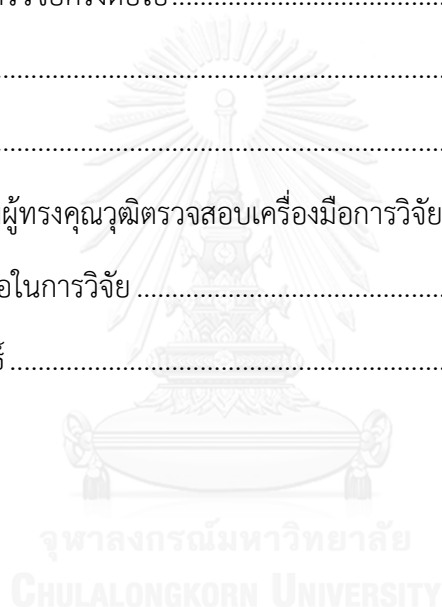 ..........................................................................
..........................................................................
..........................................................................
ผู้ทรงคุณวุฒิตรวจสอบเครื่องมือการวิจัย
อในการวิจัย ..........................................................
..........................................................................
จุฬาลงกรณ์มหาวิทยาลัย
CHULALONGKORN UNIVERSITY